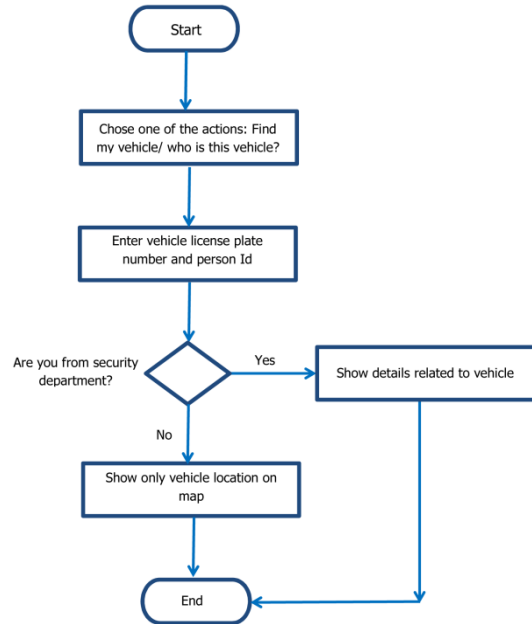 Start
Chose one of the actions: Find
my vehicle/ who is this vehicle?
Enter vehicle license plate
number and person Id
Are you from security
department?
Yes
Show details related to vehicle
No
Show only vehicle location on
map
End